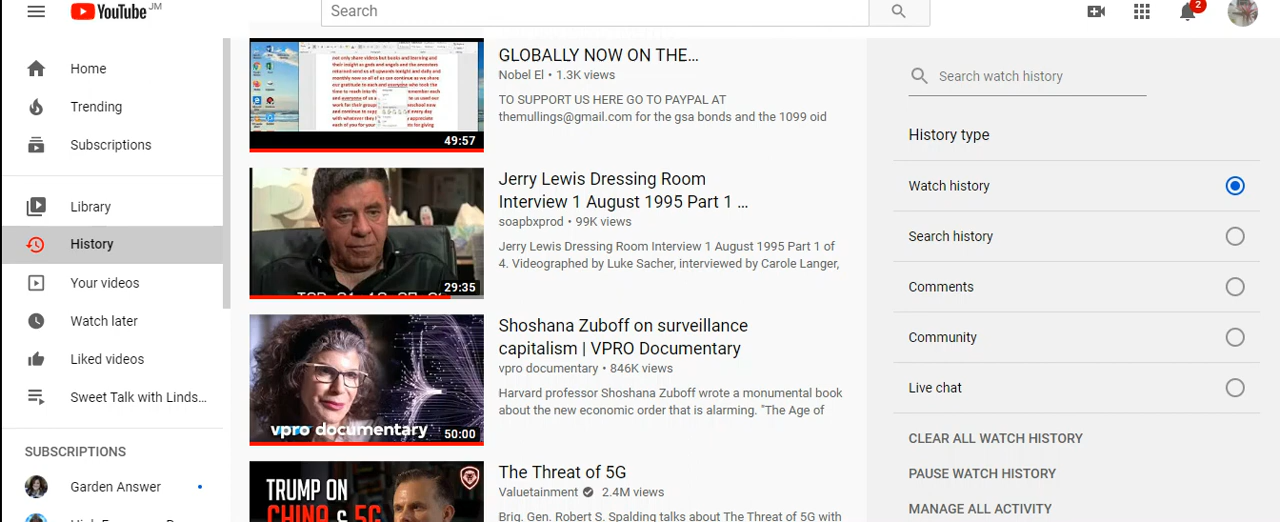 YouTube JM
Search
2
Home
Trending
Subscriptions
Library
History
Your videos
Watch later
Liked videos
Sweet Talk with Linds...
SUBSCRIPTIONS
Garden Answer
49:57
GLOBALLY NOW ON THE...
Nobel El • 1.3K views
TO SUPPORT US HERE GO TO PAYPAL AT
themullings@gmail.com for the gsa bonds and the 1099 oid
29:35
Jerry Lewis Dressing Room
Interview 1 August 1995 Part 1 ...
soapbxprod • 99K views
Jerry Lewis Dressing Room Interview 1 August 1995 Part 1 of
4. Videographed by Luke Sacher, interviewed by Carole Langer,
vpro documentary
50:00
Shoshana Zuboff on surveillance
capitalism | VPRO Documentary
vpro documentary • 846K views
Harvard professor Shoshana Zuboff wrote a monumental book
about the new economic order that is alarming. "The Age of
TRUMP ON
CHINA & 5G
The Threat of 5G
Valuetainment 2.4M views
Brig. Gen. Robert S. Spalding talks about The Threat of 5G with
Search watch history
History type
Watch history
Search history
Comments
Community
Live chat
CLEAR ALL WATCH HISTORY
PAUSE WATCH HISTORY
MANAGE ALL ACTIVITY